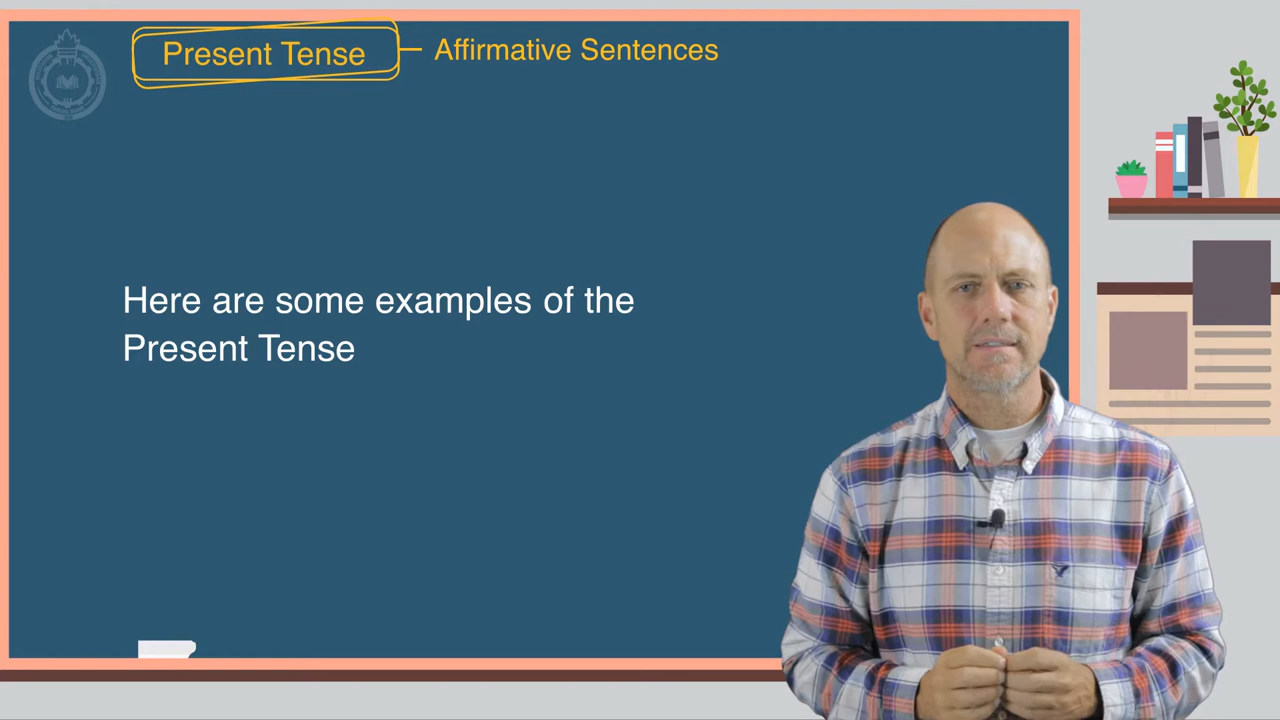 Present Tense
Affirmative Sentences
Here are some examples of the
Present Tense